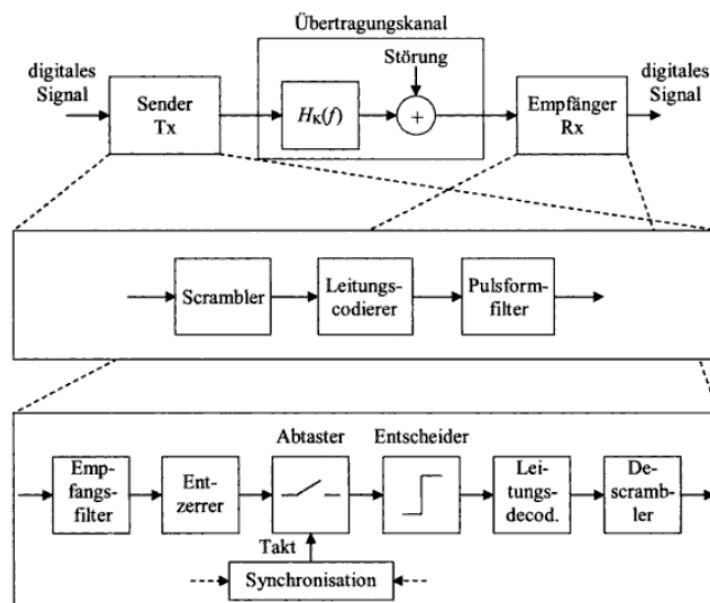 Übertragungskanal
digitales
Signal
Sender
Tx
H_K(f)
Störung
+
Empfänger
Rx
digitales
Signal
Scrambler
Leitungs-
codierer
Pulsform-
filter
Abtaster
Entscheider
Emp-
fangs-
filter
Ent-
zerrer
Lei-
tungs-
decod.
De-
scramb-
ler
Takt
Synchronisation